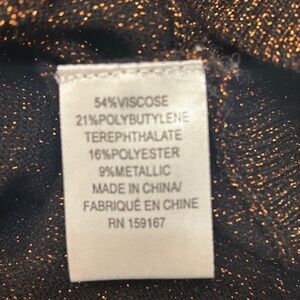 54%VISCOSE
21%POLYBUTYLENE
TEREPHTHALATE
16%POLYESTER
9%METALLIC
MADE IN CHINA/
FABRIQUÉ EN CHINE
RN 159167